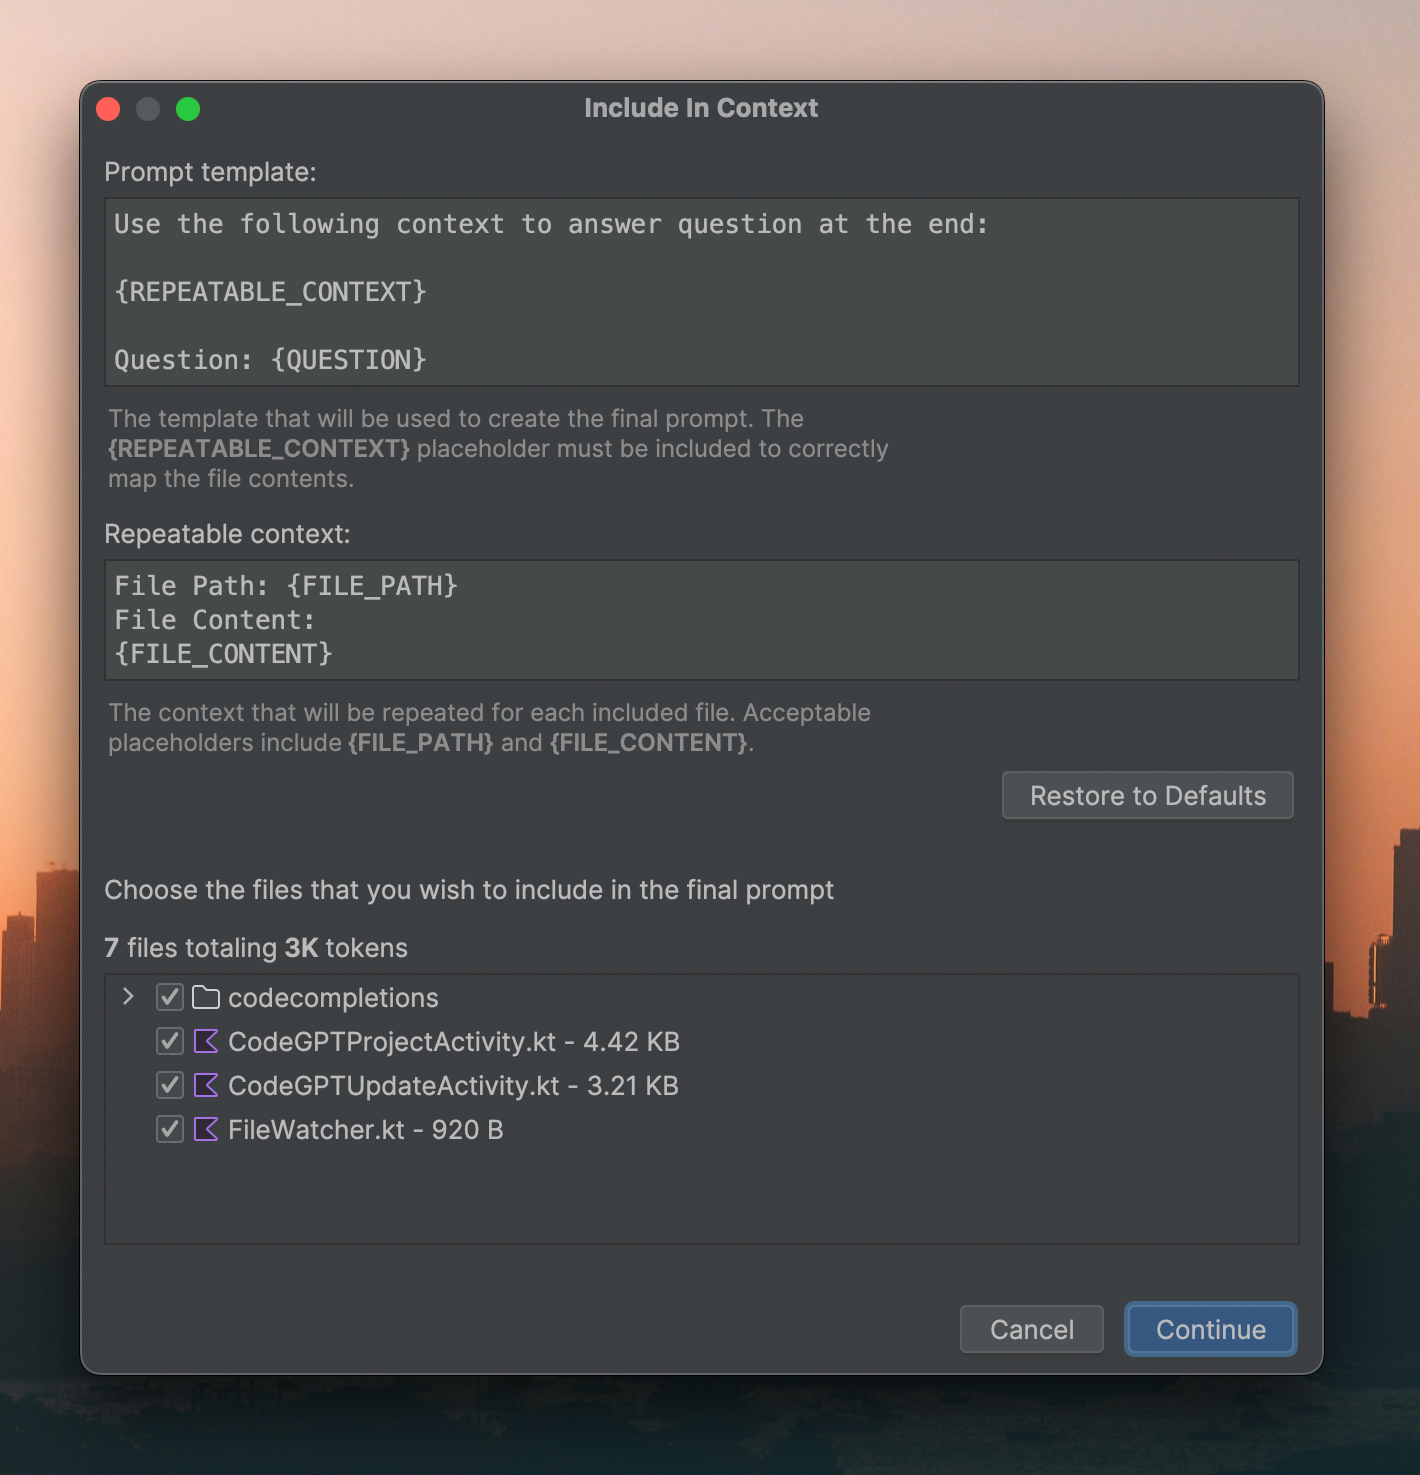 Include In Context
Prompt template:
Use the following context to answer question at the end:
{REPEATABLE_CONTEXT}
Question: {QUESTION}
The template that will be used to create the final prompt. The
{REPEATABLE_CONTEXT} placeholder must be included to correctly
map the file contents.
Repeatable context:
File Path: {FILE_PATH}
File Content:
{FILE_CONTENT}
The context that will be repeated for each included file. Acceptable
placeholders include {FILE_PATH} and {FILE_CONTENT}.
Restore to Defaults
Choose the files that you wish to include in the final prompt
7 files totaling 3K tokens
codecompletions
CodeGPTProjectActivity.kt - 4.42 KB
CodeGPTUpdateActivity.kt - 3.21 KB
FileWatcher.kt - 920 B
Cancel Continue